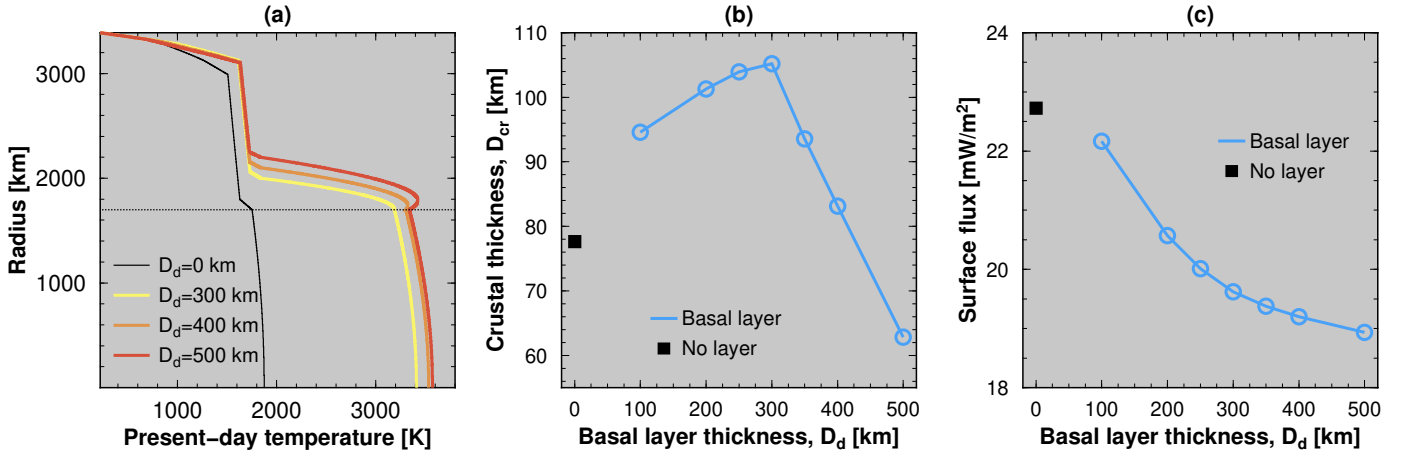 (a)
Radius [km]
3000
2000
1000
D_d=0 km
D_d=300 km
D_d=400 km
D_d=500 km
1000 2000 3000
Present−day temperature [K]
(b)
Crustal thickness, D_cr [km]
110
100
90
80
70
60
Basal layer
No layer
0 100 200 300 400 500
Basal layer thickness, D_d [km]
(c)
Surface flux [mW/m²]
24
22
20
18
Basal layer
No layer
0 100 200 300 400 500
Basal layer thickness, D_d [km]